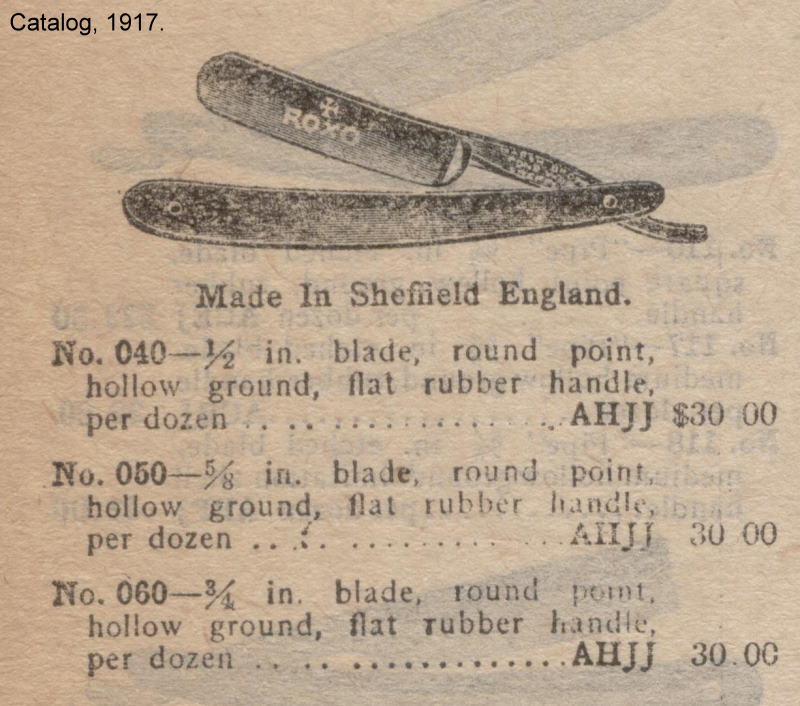 Catalog, 1917.
ROXO
Made In Sheffield England.
No. 040—½ in. blade, round point,
hollow ground, flat rubber handle,
per dozen .. .. ................. AHJJ $30 00
No. 050—⅝ in. blade, round point,
hollow ground, flat rubber handle,
per dozen ... .. ................ AHJJ 30 00
No. 060—¾ in. blade, round point,
hollow ground, flat rubber handle,
per dozen .. .. ................. AHJJ 30.00